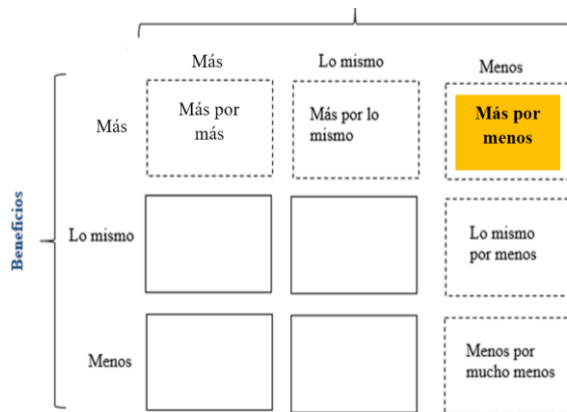 Más
Lo mismo
Menos
Más
Más por
más
Más por lo
mismo
Más por
menos
Beneficios
Lo mismo
Lo mismo
por menos
Menos
Menos por
mucho menos